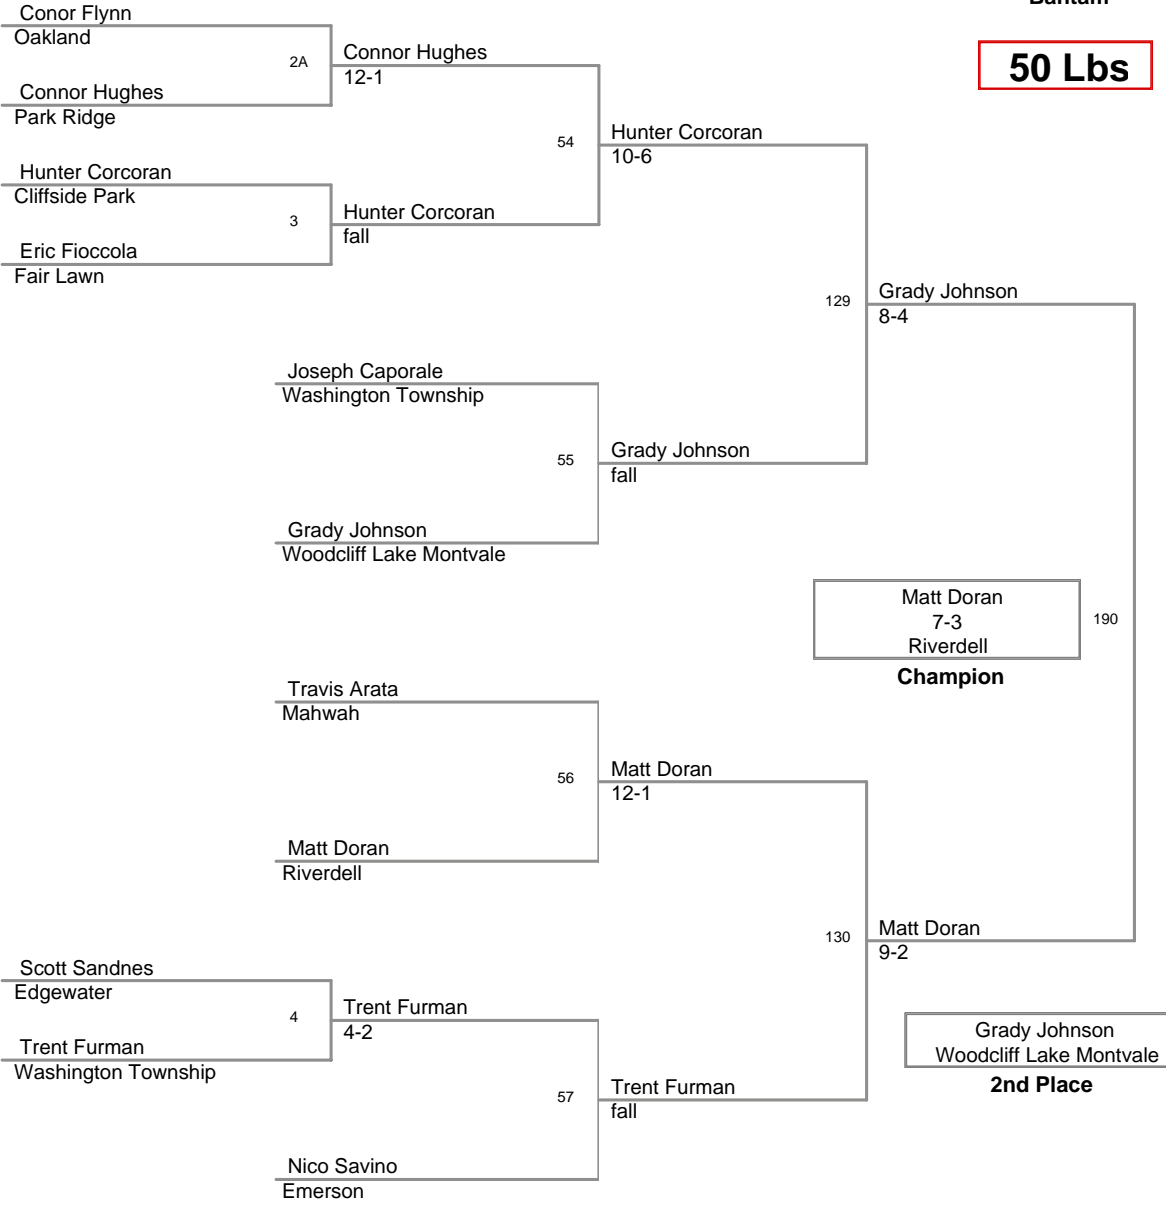 Bantam
50 Lbs
Conor Flynn
Oakland
2A
Connor Hughes
12-1
Connor Hughes
Park Ridge
54
Hunter Corcoran
10-6
Hunter Corcoran
Cliffside Park
3
Hunter Corcoran
fall
Eric Fioccola
Fair Lawn
129
Grady Johnson
8-4
Joseph Caporale
Washington Township
55
Grady Johnson
fall
Grady Johnson
Woodcliff Lake Montvale
Matt Doran
7-3
Riverdell
190
Champion
Travis Arata
Mahwah
56
Matt Doran
12-1
Matt Doran
Riverdell
130
Matt Doran
9-2
Scott Sandnes
Edgewater
4
Trent Furman
4-2
Trent Furman
Washington Township
Grady Johnson
Woodcliff Lake Montvale
2nd Place
57
Trent Furman
fall
Nico Savino
Emerson